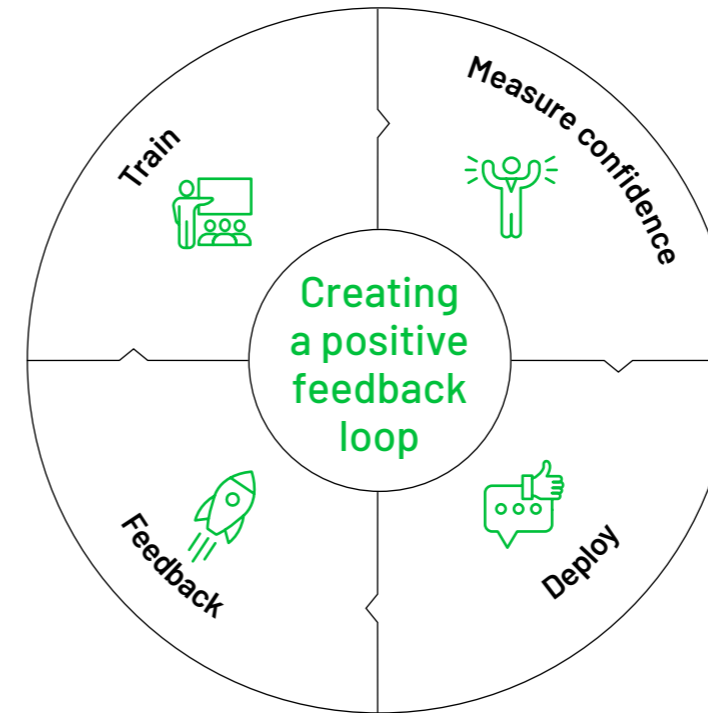 Train
Measure confidence
Creating
a positive
feedback
loop
Feedback
Deploy